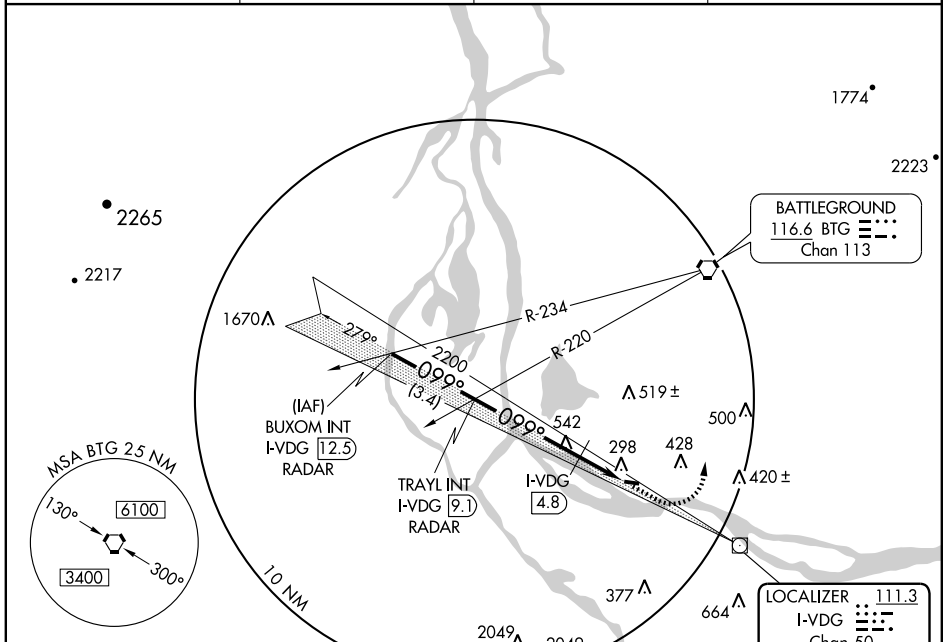 1774
2223
2265
2217
BATTLEGROUND
116.6 BTG
Chan 113
R-234
R-220
1670
279°
2200
099°
(3.4)
099°
(IAF)
BUXOM INT
I-VDG 12.5
RADAR
TRAYL INT
I-VDG 9.1
RADAR
I-VDG
4.8
542
519 ±
298
428
500
420 ±
MSA BTG 25 NM
130°
6100
3400
300°
10 NM
377
664
2049
2049
LOCALIZER 111.3
I-VDG
Chan 50